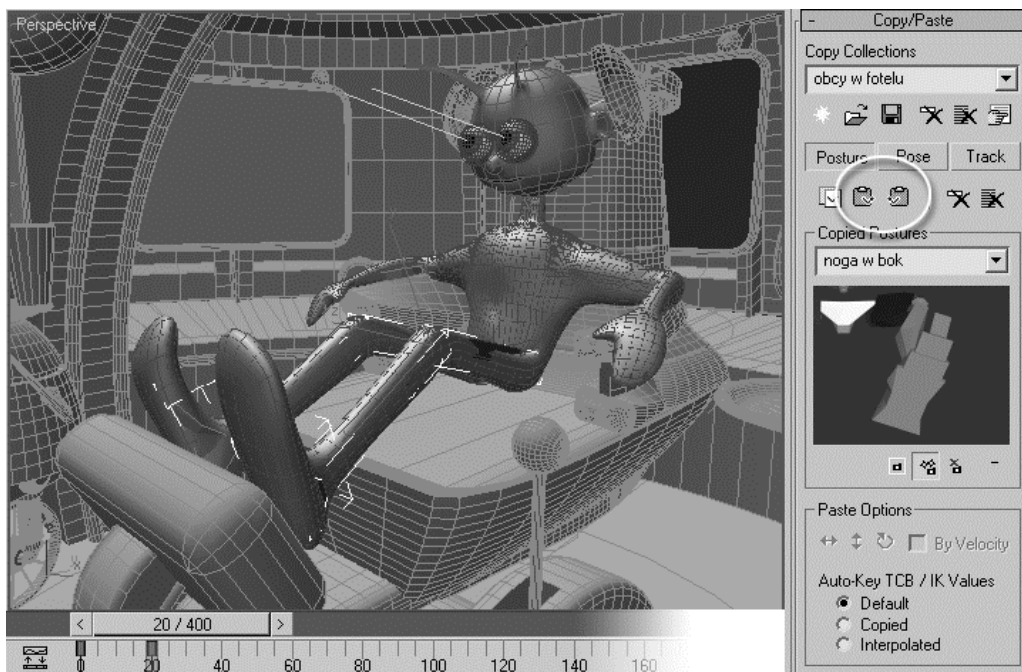 Perspective
- Copy/Paste
Copy Collections
obcy w fotelu
Posture Pose Track
Copied Postures
noga w bok
Paste Options
By Velocity
Auto-Key TCB / IK Values
Default
Copied
Interpolated
< 20 / 400 >
0 20 40 60 80 100 120 140 160